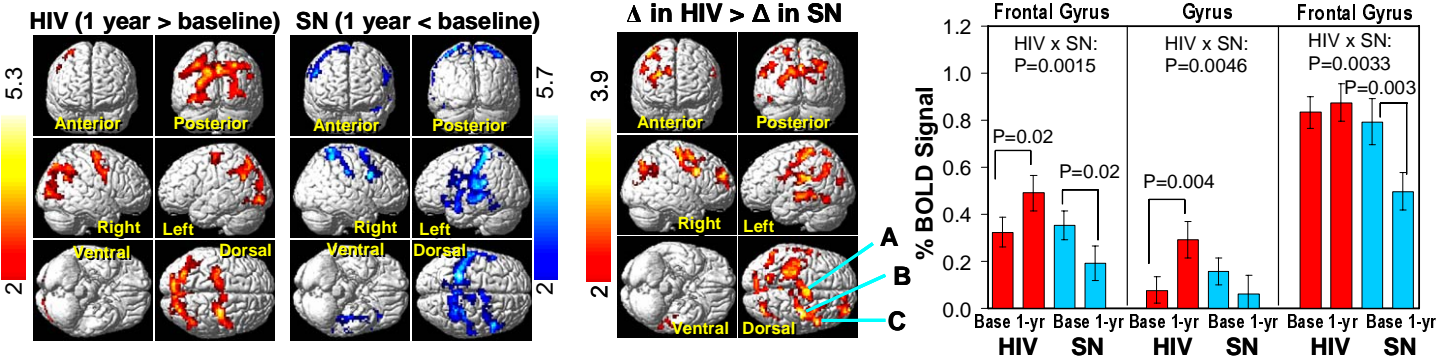 HIV (1 year > baseline)
5.3
2
Anterior
Posterior
Right
Left
Ventral
Dorsal
SN (1 year < baseline)
Anterior
Posterior
Right
Left
Ventral
Dorsal
5.7
2
Δ in HIV > Δ in SN
3.9
2
Anterior
Posterior
Right
Left
Ventral
Dorsal
A
B
C
Frontal Gyrus
Gyrus
Frontal Gyrus
% BOLD Signal
1.2
1.0
0.8
0.6
0.4
0.2
0.0
HIV x SN:
P=0.0015
P=0.02
P=0.02
HIV x SN:
P=0.0046
P=0.004
HIV x SN:
P=0.0033
P=0.003
Base 1-yr Base 1-yr
HIV SN
Base 1-yr Base 1-yr
HIV SN
Base 1-yr Base 1-yr
HIV SN